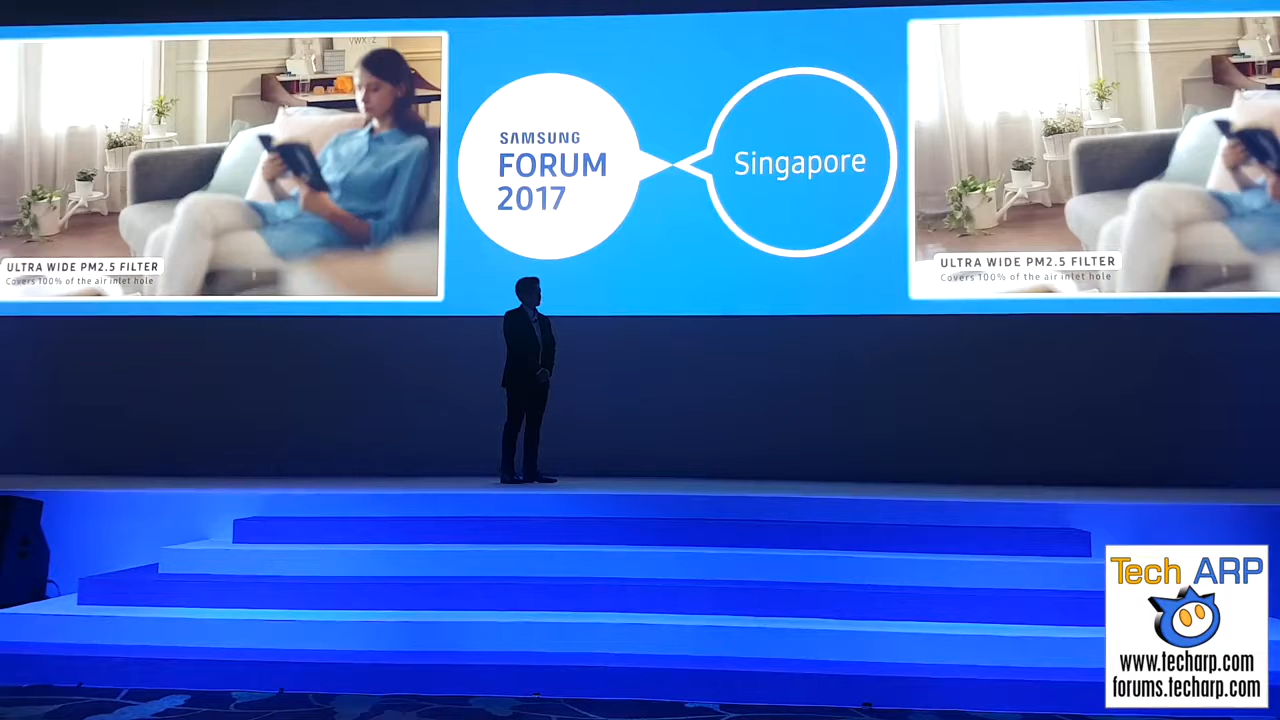 VWXYZ
ULTRA WIDE PM2.5 FILTER
Covers 100% of the air inlet hole
SAMSUNG
FORUM
2017
Singapore
ULTRA WIDE PM2.5 FILTER
Covers 100% of the air inlet hole
Tech ARP
www.techarp.com
forums.techarp.com